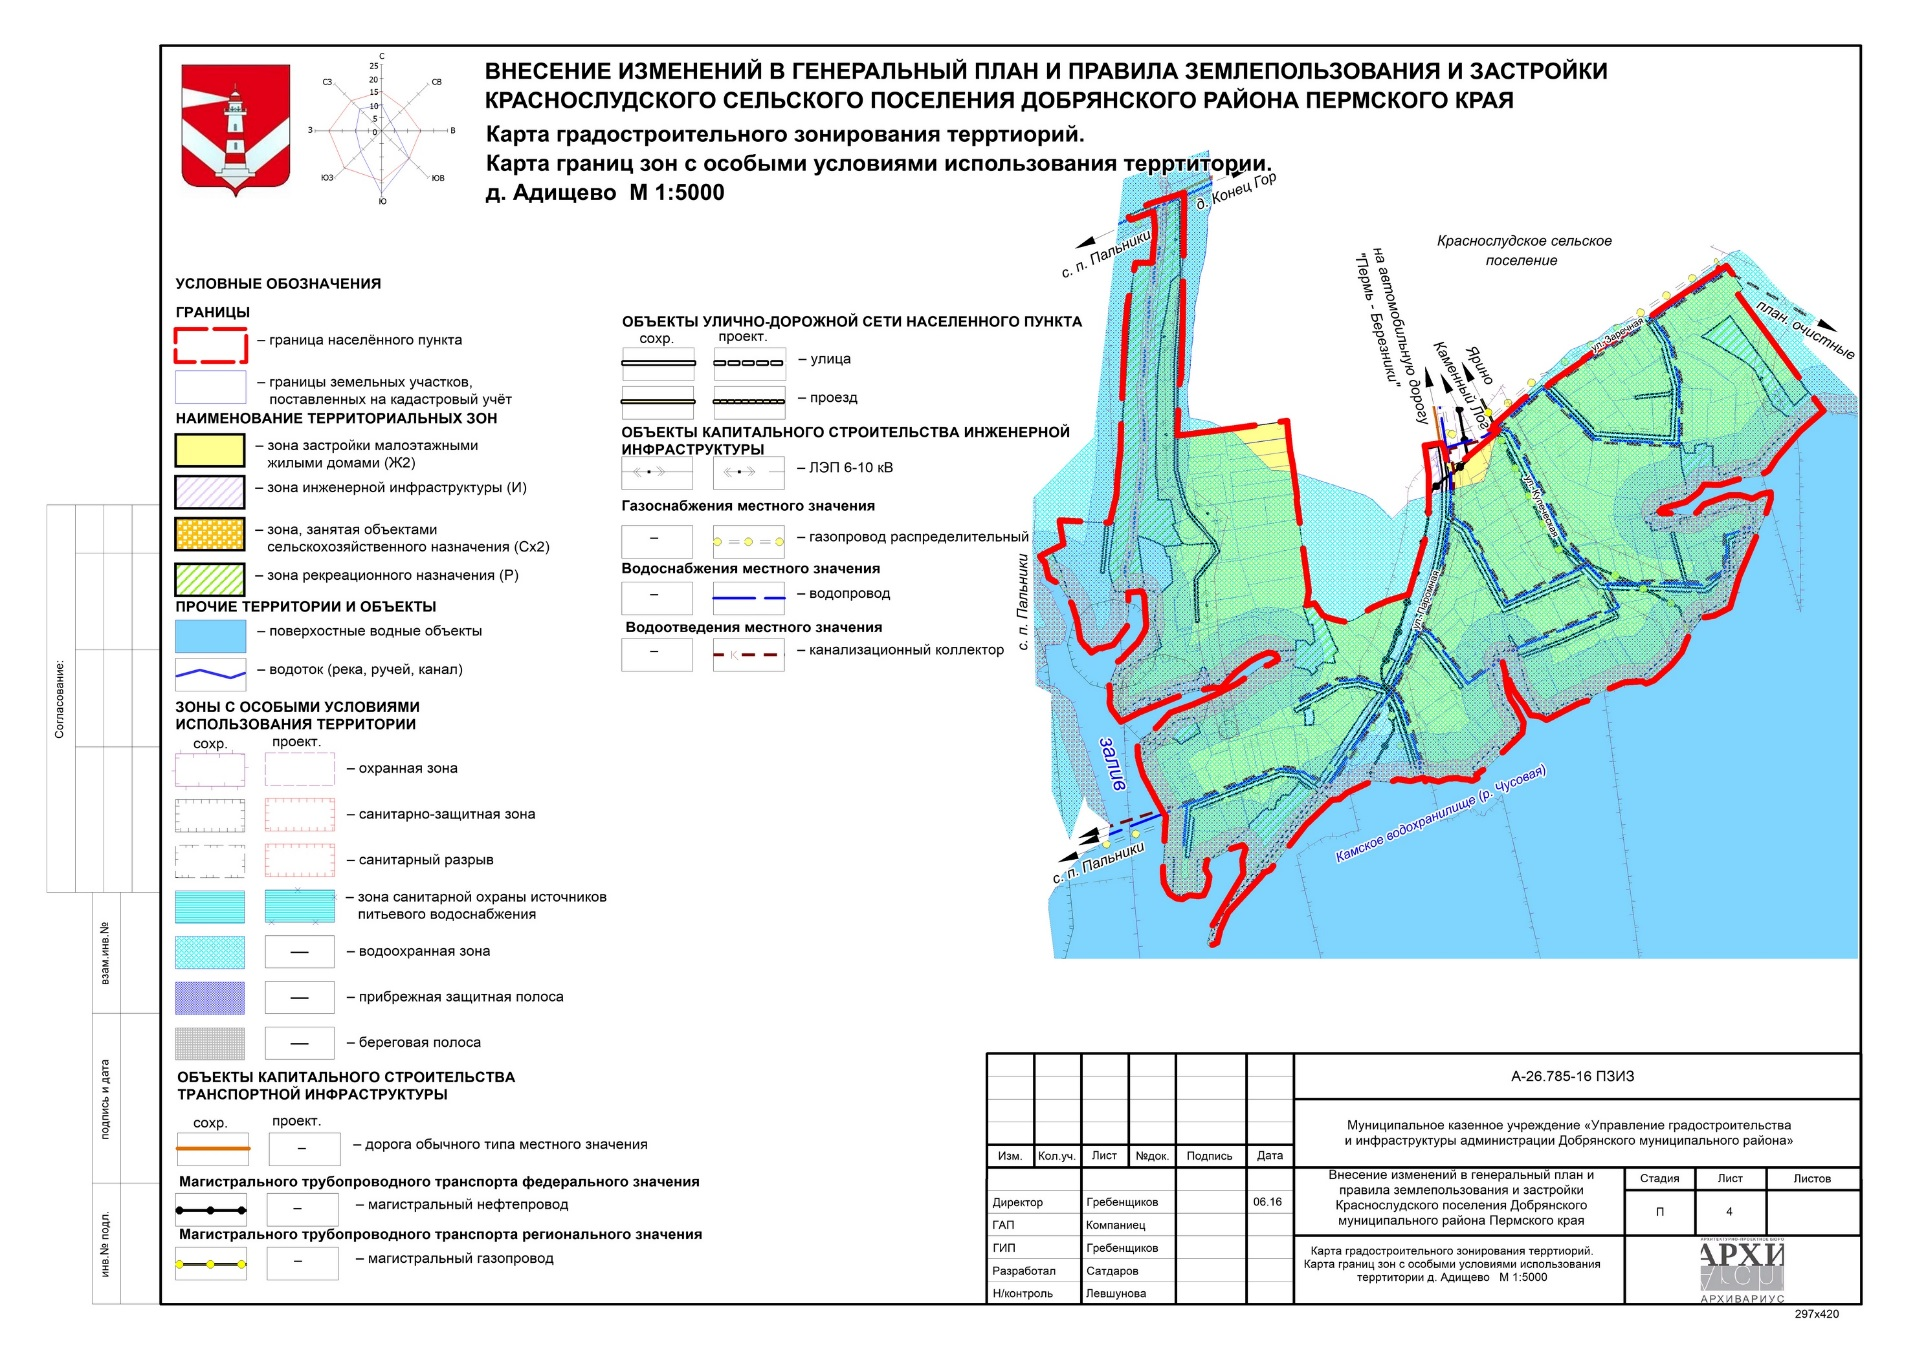 ВНЕСЕНИЕ ИЗМЕНЕНИЙ В ГЕНЕРАЛЬНЫЙ ПЛАН И ПРАВИЛА ЗЕМЛЕПОЛЬЗОВАНИЯ И ЗАСТРОЙКИ
КРАСНОСЛУДСКОГО СЕЛЬСКОГО ПОСЕЛЕНИЯ ДОБРЯНСКОГО РАЙОНА ПЕРМСКОГО КРАЯ
Карта градостроительного зонирования терртиорий.
Карта границ зон с особыми условиями использования терртитории.
д. Адищево М 1:5000
С
СВ
В
ЮВ
Ю
ЮЗ
З
СЗ
25
20
15
10
5
0
УСЛОВНЫЕ ОБОЗНАЧЕНИЯ
ГРАНИЦЫ
– граница населённого пункта
– границы земельных участков,
поставленных на кадастровый учёт
НАИМЕНОВАНИЕ ТЕРРИТОРИАЛЬНЫХ ЗОН
– зона застройки малоэтажными
жилыми домами (Ж2)
– зона инженерной инфраструктуры (И)
– зона, занятая объектами
сельскохозяйственного назначения (Сх2)
– зона рекреационного назначения (Р)
ПРОЧИЕ ТЕРРИТОРИИ И ОБЪЕКТЫ
– поверхостные водные объекты
– водоток (река, ручей, канал)
ЗОНЫ С ОСОБЫМИ УСЛОВИЯМИ
ИСПОЛЬЗОВАНИЯ ТЕРРИТОРИИ
сохр. проект.
– охранная зона
– санитарно-защитная зона
– санитарный разрыв
– зона санитарной охраны источников
питьевого водоснабжения
– водоохранная зона
– прибрежная защитная полоса
– береговая полоса
ОБЪЕКТЫ КАПИТАЛЬНОГО СТРОИТЕЛЬСТВА
ТРАНСПОРТНОЙ ИНФРАСТРУКТУРЫ
сохр. проект.
– дорога обычного типа местного значения
Магистрального трубопроводного транспорта федерального значения
– магистральный нефтепровод
Магистрального трубопроводного транспорта регионального значения
– магистральный газопровод
ОБЪЕКТЫ УЛИЧНО-ДОРОЖНОЙ СЕТИ НАСЕЛЕННОГО ПУНКТА
сохр. проект.
– улица
– проезд
ОБЪЕКТЫ КАПИТАЛЬНОГО СТРОИТЕЛЬСТВА ИНЖЕНЕРНОЙ
ИНФРАСТРУКТУРЫ
– ЛЭП 6-10 кВ
Газоснабжения местного значения
– газопровод распределительный
Водоснабжения местного значения
– водопровод
Водоотведения местного значения
К
– канализационный коллектор
д. Конец Гор
с. п. Пальники
на автомобильную дорогу
"Пермь - Березники"
Каменный Лог
Ярино
Краснослудское сельское
поселение
план. очистные
ул. Заречная
ул. Купеческая
ул. Паромная
с. п. Пальники
залив
с. п. Пальники
Камское водохранилище (р. Чусовая)
Согласование:
взам.инв.№
подпись и дата
инв.№ подл.
А-26.785-16 ПЗИЗ
Муниципальное казенное учреждение «Управление градостроительства
и инфраструктуры администрации Добрянского муниципального района»
Изм. Кол.уч. Лист №док. Подпись Дата
Директор Гребенщиков 06.16
ГАП Компаниец
ГИП Гребенщиков
Разработал Сатдаров
Н/контроль Левшунова
Внесение изменений в генеральный план и
правила землепользования и застройки
Краснослудского поселения Добрянского
муниципального района Пермского края
Стадия Лист Листов
П 4
Карта градостроительного зонирования терртиорий.
Карта границ зон с особыми условиями использования
терртитории д. Адищево М 1:5000
АРХИ
АРХИВАРИУС
297х420